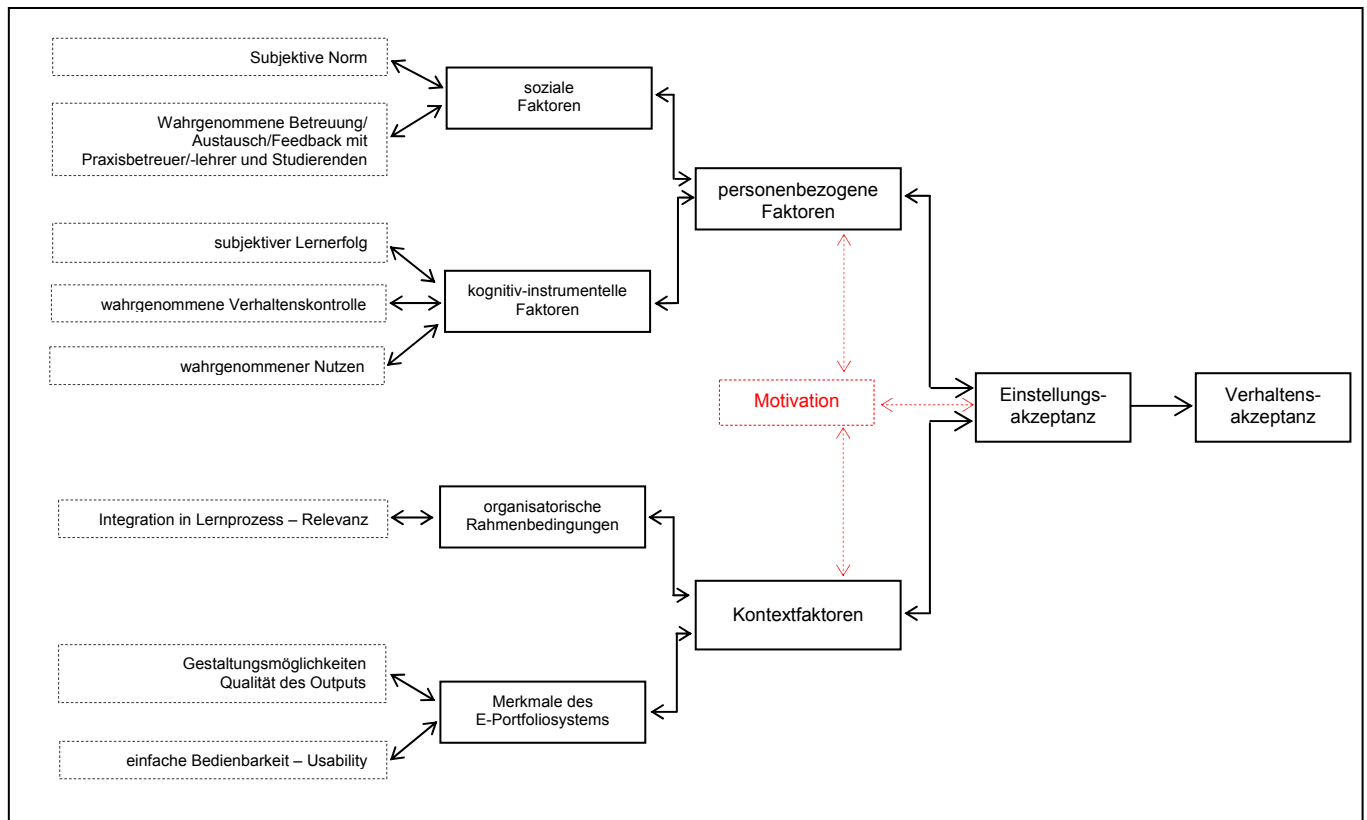 Subjektive Norm
Wahrgenommene Betreuung/
Austausch/Feedback mit
Praxisbetreuer/-lehrer und Studierenden
soziale
Faktoren
subjektiver Lernerfolg
wahrgenommene Verhaltenskontrolle
wahrgenommener Nutzen
kognitiv-instrumentelle
Faktoren
personenbezogene
Faktoren
Motivation
Einstellungs-
akzeptanz
Verhaltens-
akzeptanz
Integration in Lernprozess – Relevanz
organisatorische
Rahmenbedingungen
Kontextfaktoren
Gestaltungsmöglichkeiten
Qualität des Outputs
einfache Bedienbarkeit – Usability
Merkmale des
E-Portfoliosystems